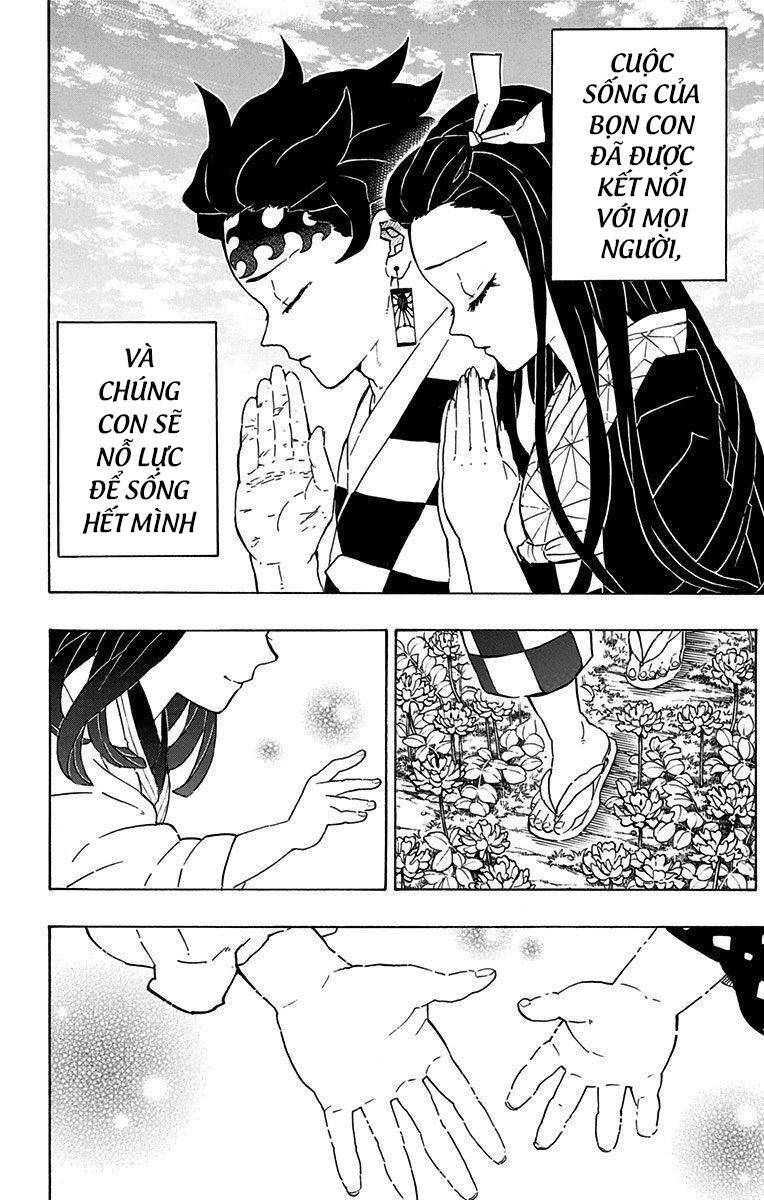 CUỘC
SỐNG CỦA
BỌN CON
ĐÃ ĐƯỢC
KẾT NỐI
VỚI MỌI
NGƯỜI,
VÀ
CHÚNG
CON SẼ
NỖ LỰC
ĐỂ SỐNG
HẾT MÌNH